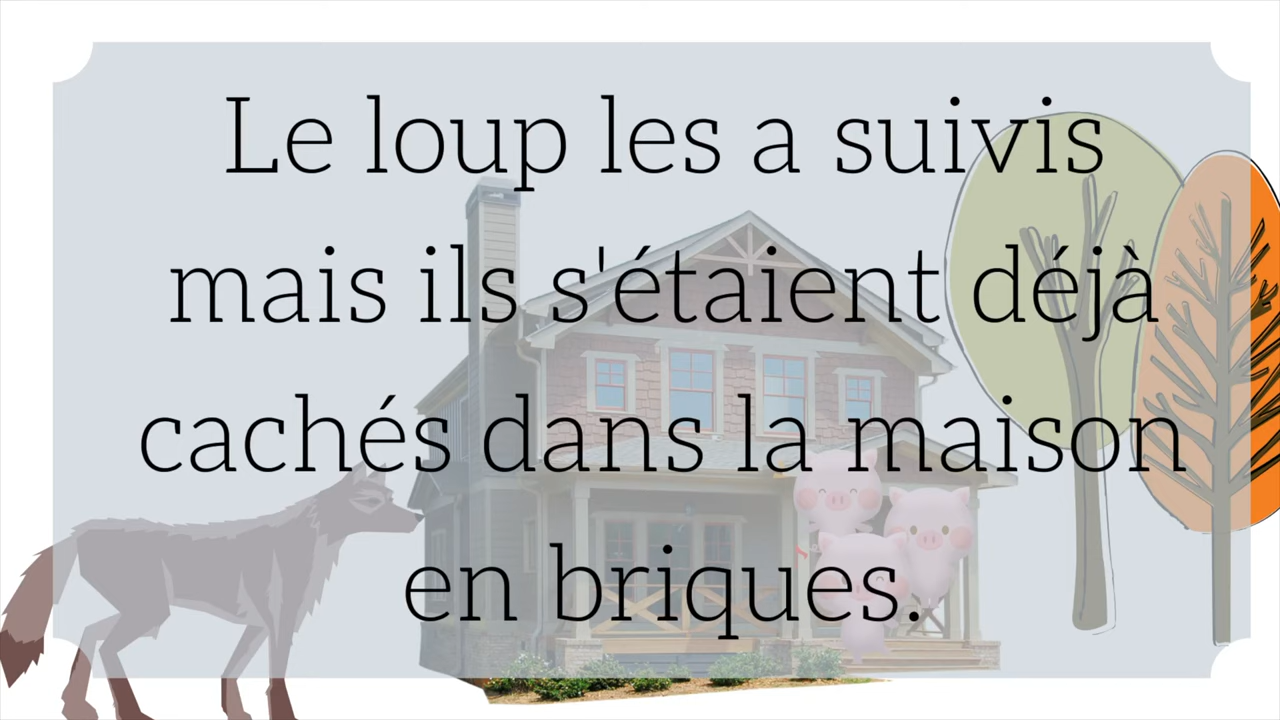 Le loup les a suivis
mais ils s'étaient déjà
cachés dans la maison
en briques.